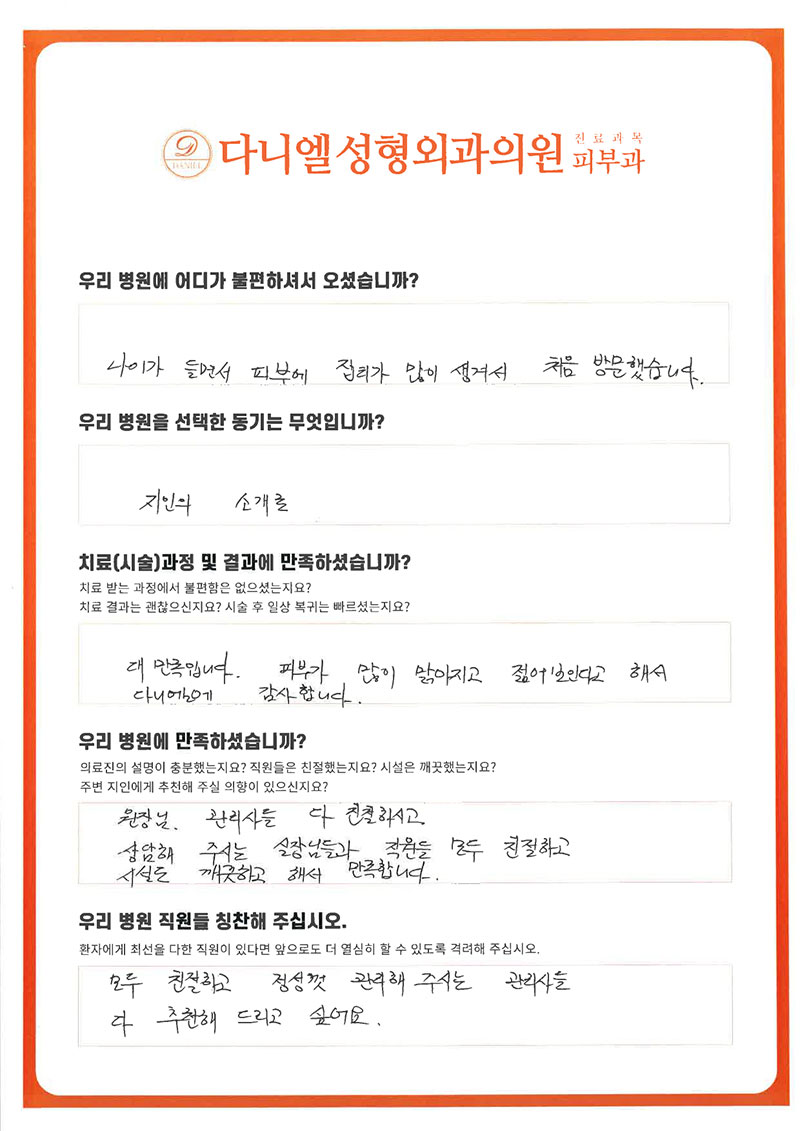 DANIEL
다니엘성형외과의원 진료과목 피부과
우리 병원에 어디가 불편하셔서 오셨습니까?
나이가 들면서 피부에 잡티가 많이 생겨서 처음 방문했습니다.
우리 병원을 선택한 동기는 무엇입니까?
지인의 소개로
치료(시술)과정 및 결과에 만족하셨습니까?
치료 받는 과정에서 불편함은 없으셨는지요?
치료 결과는 괜찮으신지요? 시술 후 일상 복귀는 빠르셨는지요?
대 만족입니다. 피부가 많이 맑아지고 젊어보인다고 해서
다니엘에 감사합니다.
우리 병원에 만족하셨습니까?
의료진의 설명이 충분했는지요? 직원들은 친절했는지요? 시설은 깨끗했는지요?
주변 지인에게 추천해 주실 의향이 있으신지요?
원장님. 관리사들 다 친절하시고
상담해 주시는 실장님들과 직원들 모두 친절하고
시설도 깨끗하고 해서 만족합니다.
우리 병원 직원들 칭찬해 주십시오.
환자에게 최선을 다한 직원이 있다면 앞으로도 더 열심히 할 수 있도록 격려해 주십시오.
모두 친절하고 정성껏 관리해 주시는 관리사들
다 추천해 드리고 싶어요.